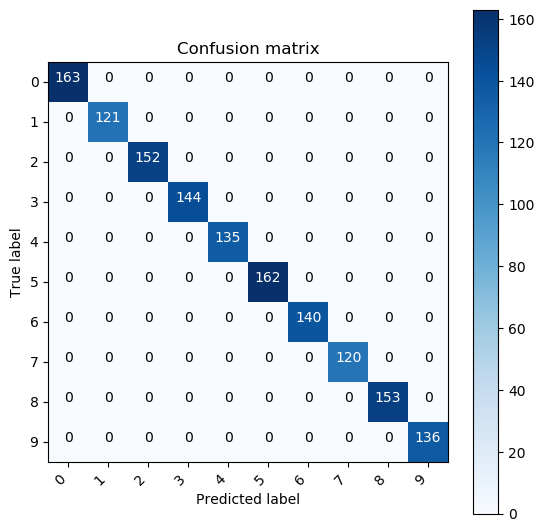 Confusion matrix
0 163 0 0 0 0 0 0 0 0 0
1 0 121 0 0 0 0 0 0 0 0
2 0 0 152 0 0 0 0 0 0 0
3 0 0 0 144 0 0 0 0 0 0
4 0 0 0 0 135 0 0 0 0 0
5 0 0 0 0 0 162 0 0 0 0
6 0 0 0 0 0 0 140 0 0 0
7 0 0 0 0 0 0 0 120 0 0
8 0 0 0 0 0 0 0 0 153 0
9 0 0 0 0 0 0 0 0 0 136
0 1 2 3 4 5 6 7 8 9
Predicted label
True label
160
140
120
100
80
60
40
20
0